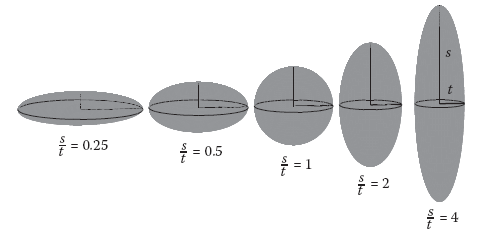 s
t
s/t = 0.25
s/t = 0.5
s/t = 1
s/t = 2
s/t = 4